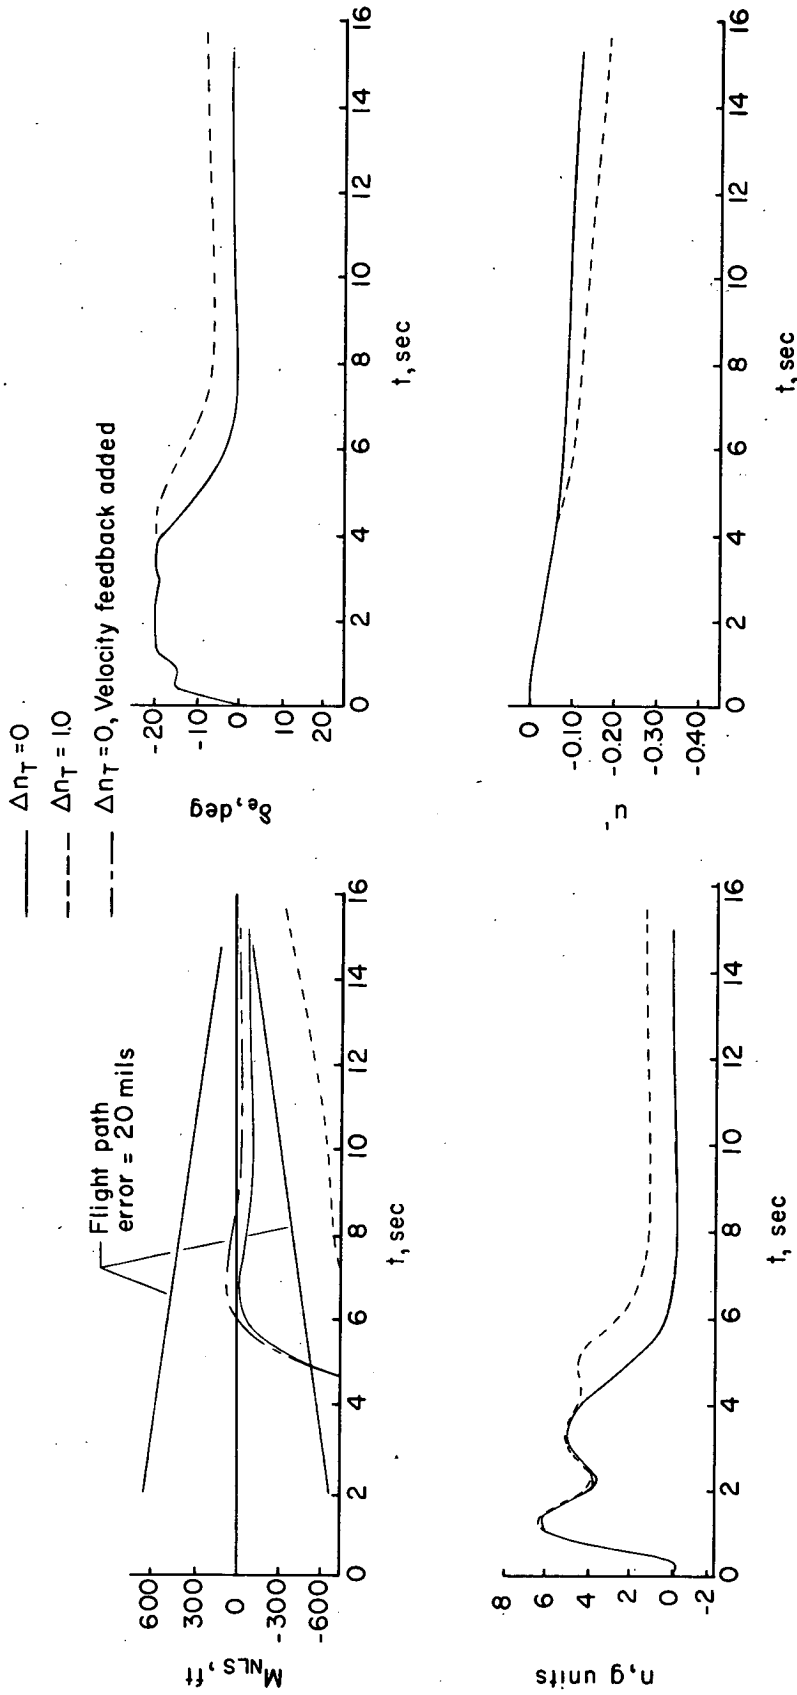 Δn_T = 0
Δn_T = 1.0
Δn_T = 0, Velocity feedback added
Flight path
error = 20 mils
M_NLS, ft
600
300
0
-300
-600
0 2 4 6 8 10 12 14 16
t, sec
δ_e, deg
-20
-10
0
10
20
0 2 4 6 8 10 12 14 16
t, sec
n, g units
8
6
4
2
0
-2
0 2 4 6 8 10 12 14 16
t, sec
u'
0
-0.10
-0.20
-0.30
-0.40
0 2 4 6 8 10 12 14 16
t, sec